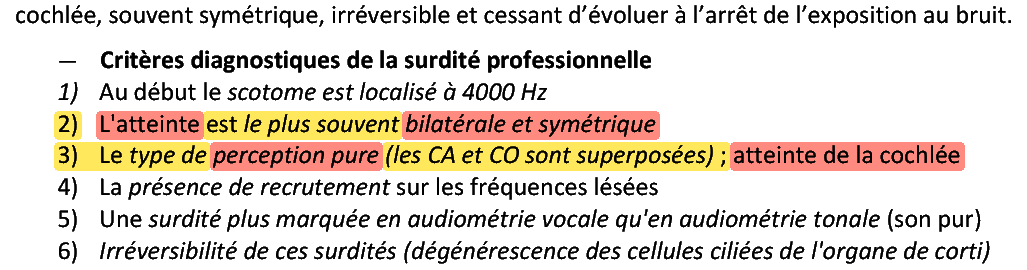 cochlée, souvent symétrique, irréversible et cessant d’évoluer à l’arrêt de l’exposition au bruit.
— Critères diagnostiques de la surdité professionnelle
1) Au début le scotome est localisé à 4000 Hz
2) L'atteinte est le plus souvent bilatérale et symétrique
3) Le type de perception pure (les CA et CO sont superposées) ; atteinte de la cochlée
4) La présence de recrutement sur les fréquences lésées
5) Une surdité plus marquée en audiométrie vocale qu'en audiométrie tonale (son pur)
6) Irréversibilité de ces surdités (dégénérescence des cellules ciliées de l'organe de corti)